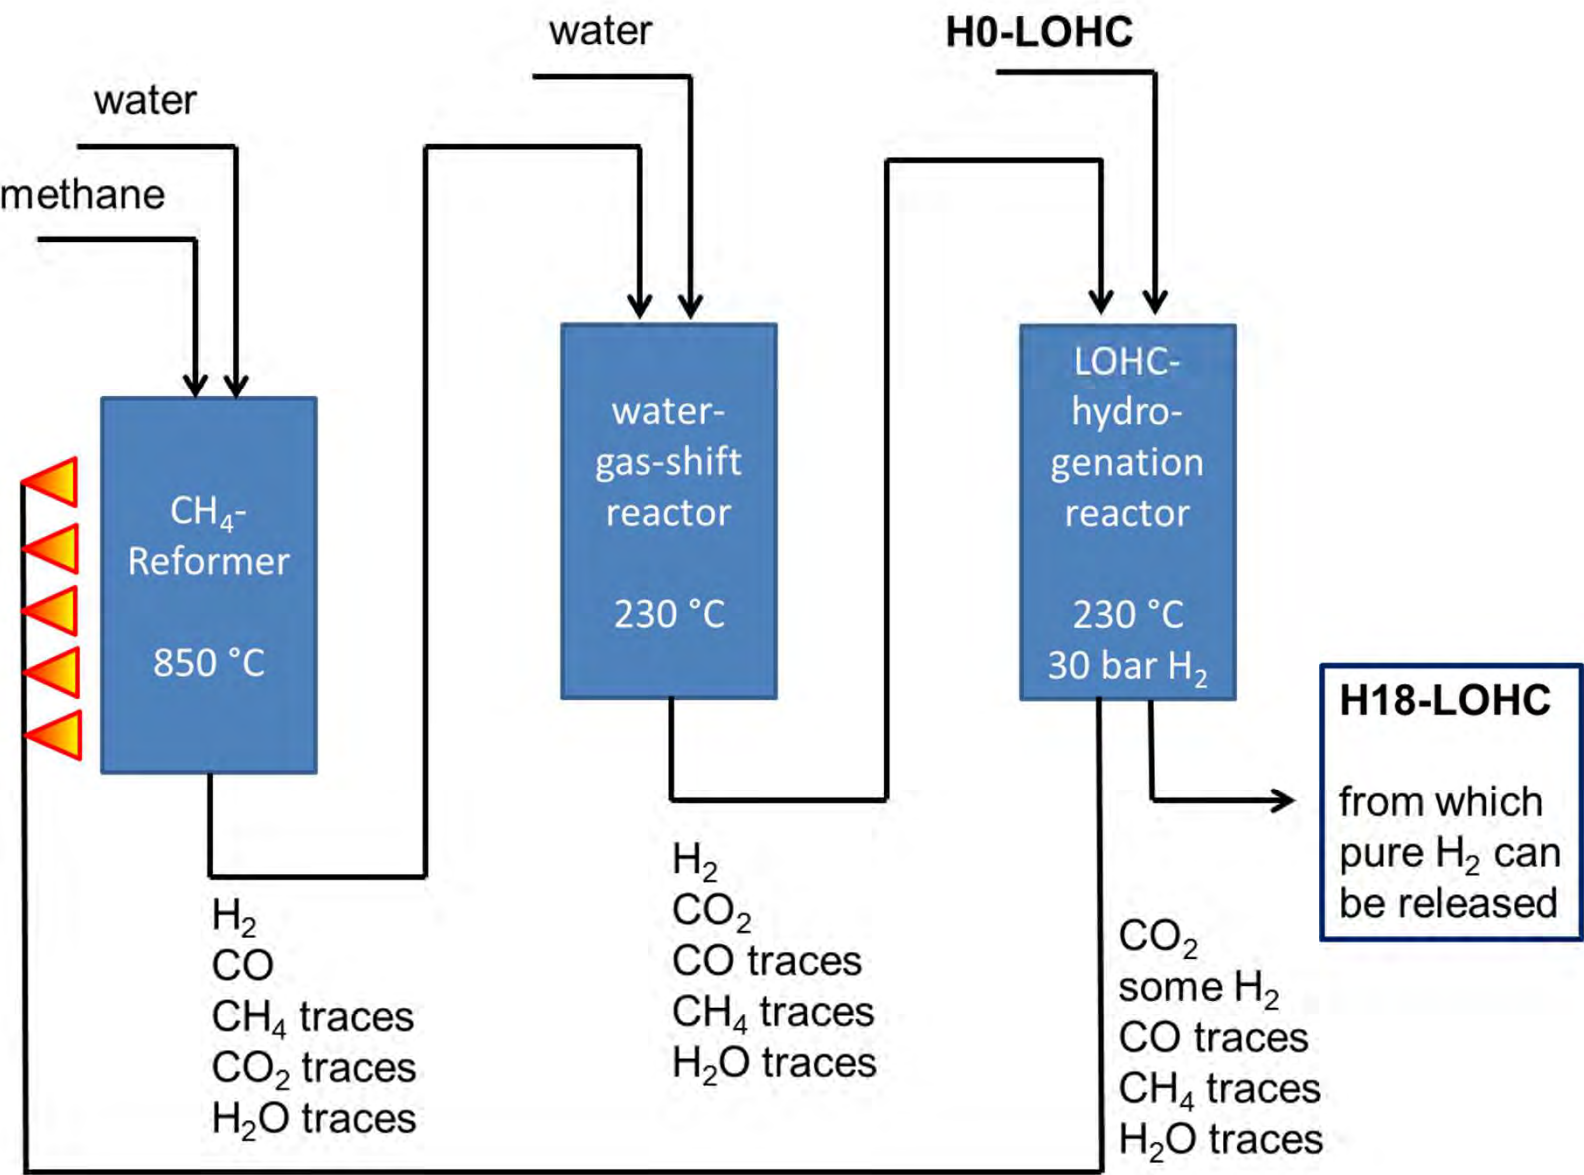 water
methane
CH₄-
Reformer
850 °C
H₂
CO
CH₄ traces
CO₂ traces
H₂O traces
water
water-
gas-shift
reactor
230 °C
H₂
CO₂
CO traces
CH₄ traces
H₂O traces
H0-LOHC
LOHC-
hydro-
genation
reactor
230 °C
30 bar H₂
CO₂
some H₂
CO traces
CH₄ traces
H₂O traces
H18-LOHC
from which
pure H₂ can
be released